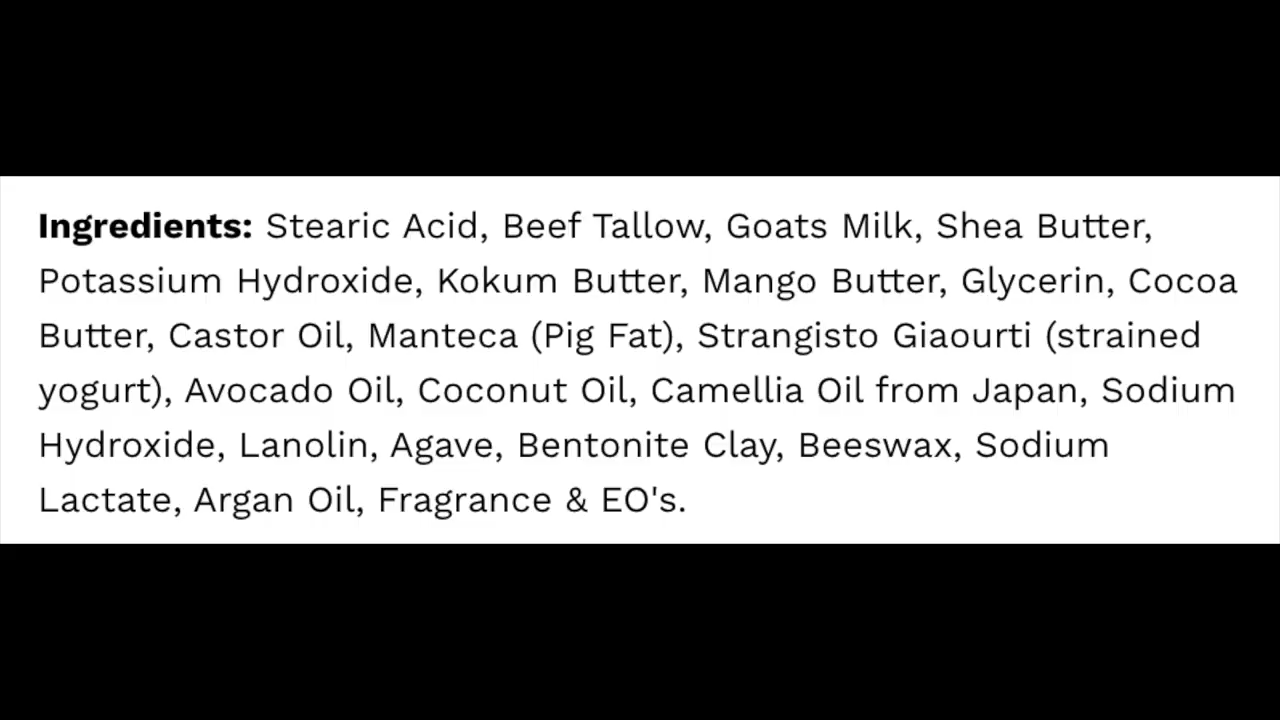 Ingredients: Stearic Acid, Beef Tallow, Goats Milk, Shea Butter,
Potassium Hydroxide, Kokum Butter, Mango Butter, Glycerin, Cocoa
Butter, Castor Oil, Manteca (Pig Fat), Strangisto Giaourti (strained
yogurt), Avocado Oil, Coconut Oil, Camellia Oil from Japan, Sodium
Hydroxide, Lanolin, Agave, Bentonite Clay, Beeswax, Sodium
Lactate, Argan Oil, Fragrance & EO's.